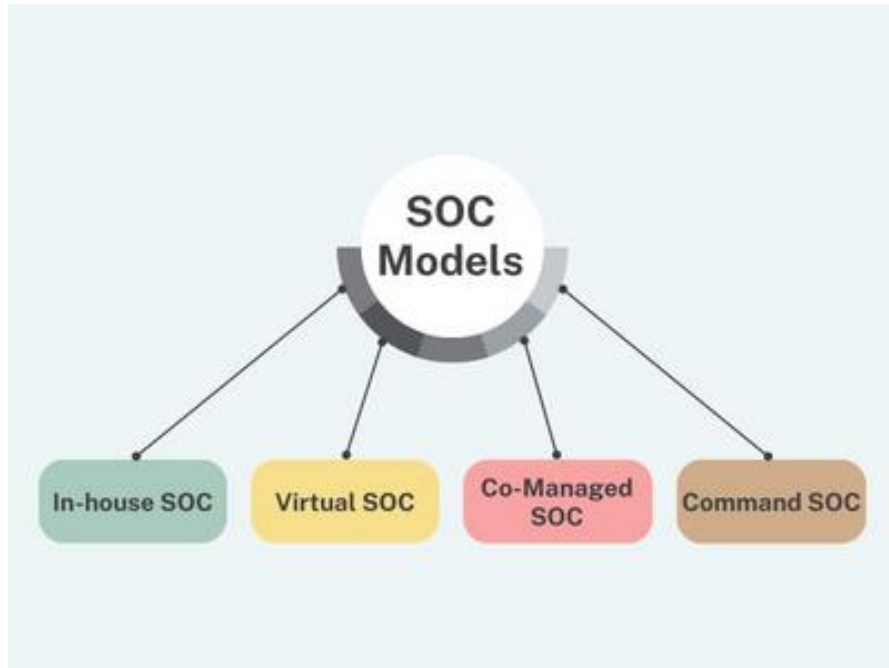 SOC
Models
In-house SOC
Virtual SOC
Co-Managed
SOC
Command SOC